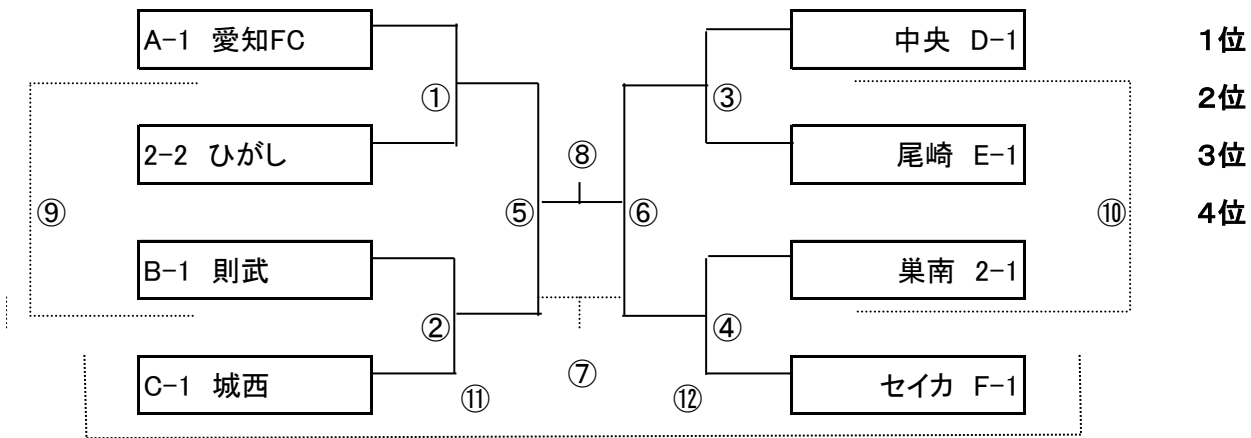 A-1 愛知FC
中央 D-1
1位
①
③
2位
2-2 ひがし
⑧
尾崎 E-1
3位
⑨
⑤
⑥
⑩
4位
B-1 則武
巣南 2-1
②
④
C-1 城西
⑪
⑦
⑫
セイカ F-1